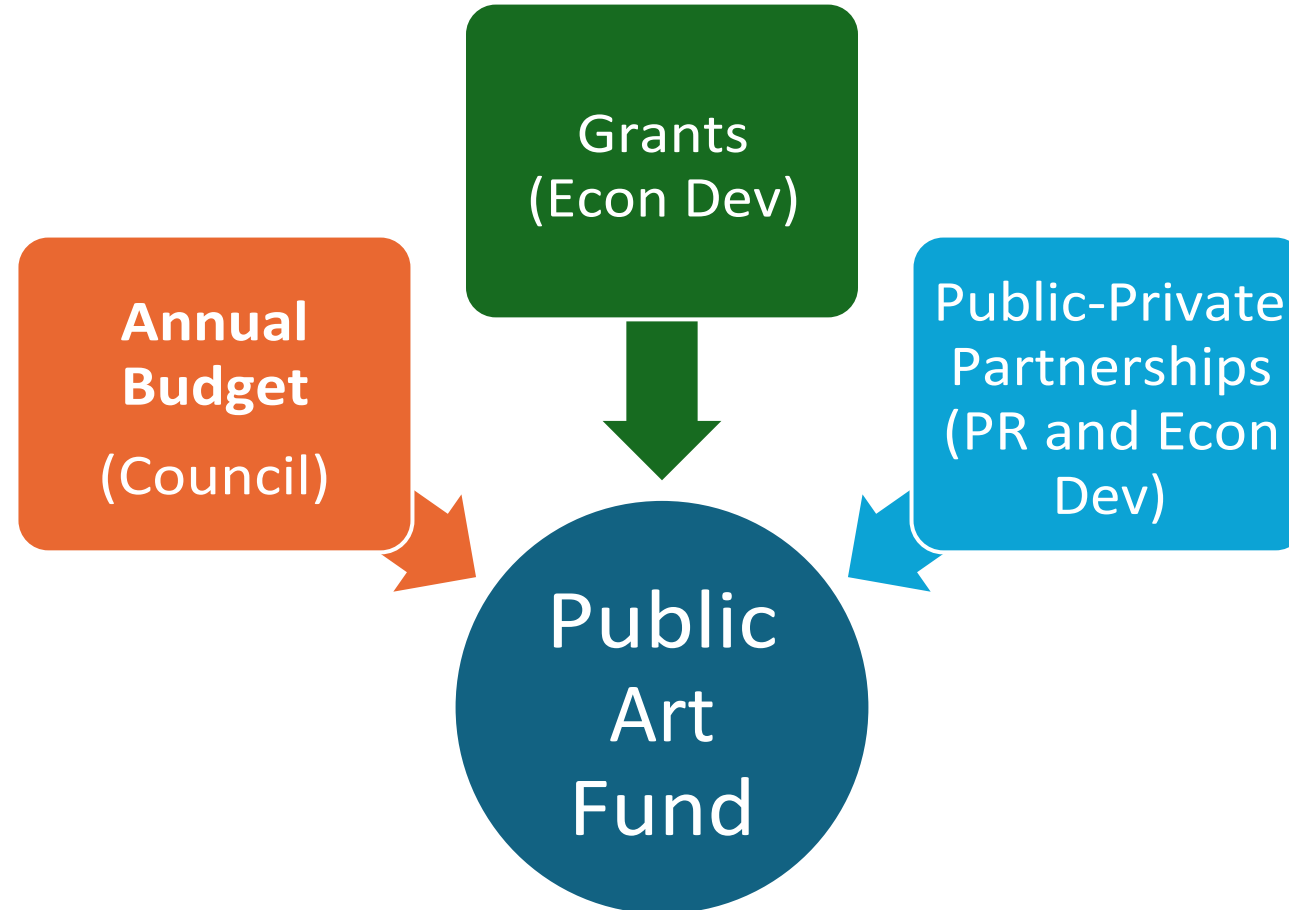 Grants
(Econ Dev)
Annual
Budget
(Council)
Public-Private
Partnerships
(PR and Econ
Dev)
Public
Art
Fund